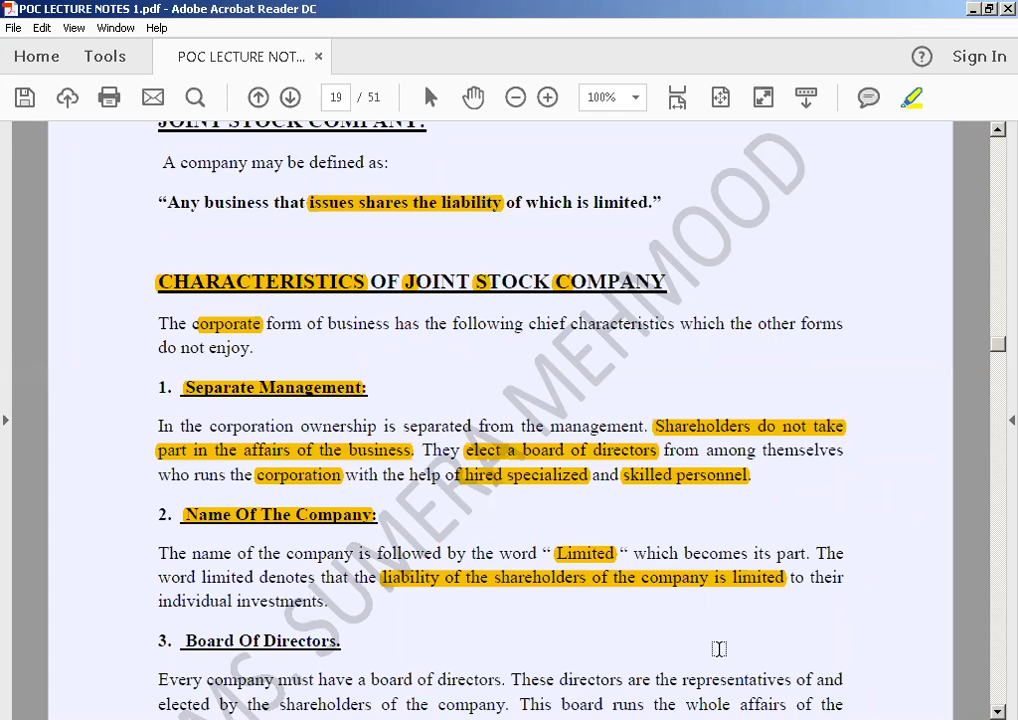 POC LECTURE NOTES 1.pdf - Adobe Acrobat Reader DC
File Edit View Window Help
Home Tools POC LECTURE NOT... × Sign In
19 / 51 100%
JOINT STOCK COMPANY:
A company may be defined as:
“Any business that issues shares the liability of which is limited.”
CHARACTERISTICS OF JOINT STOCK COMPANY
The corporate form of business has the following chief characteristics which the other forms
do not enjoy.
1. Separate Management:
In the corporation ownership is separated from the management. Shareholders do not take
part in the affairs of the business. They elect a board of directors from among themselves
who runs the corporation with the help of hired specialized and skilled personnel.
2. Name Of The Company:
The name of the company is followed by the word “ Limited “ which becomes its part. The
word limited denotes that the liability of the shareholders of the company is limited to their
individual investments.
3. Board Of Directors.
Every company must have a board of directors. These directors are the representatives of and
elected by the shareholders of the company. This board runs the whole affairs of the
MS. SUMERA MEHMOOD